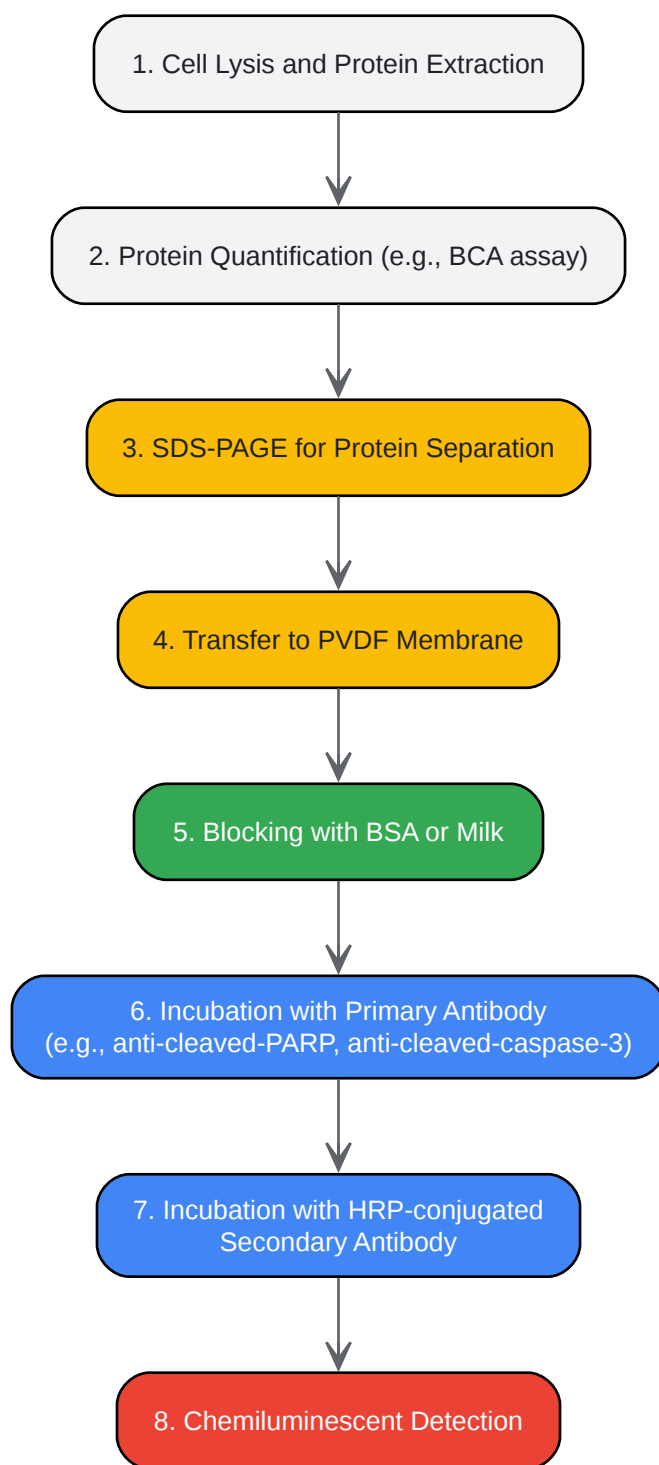 1. Cell Lysis and Protein Extraction
2. Protein Quantification (e.g., BCA assay)
3. SDS-PAGE for Protein Separation
4. Transfer to PVDF Membrane
5. Blocking with BSA or Milk
6. Incubation with Primary Antibody
(e.g., anti-cleaved-PARP, anti-cleaved-caspase-3)
7. Incubation with HRP-conjugated
Secondary Antibody
8. Chemiluminescent Detection